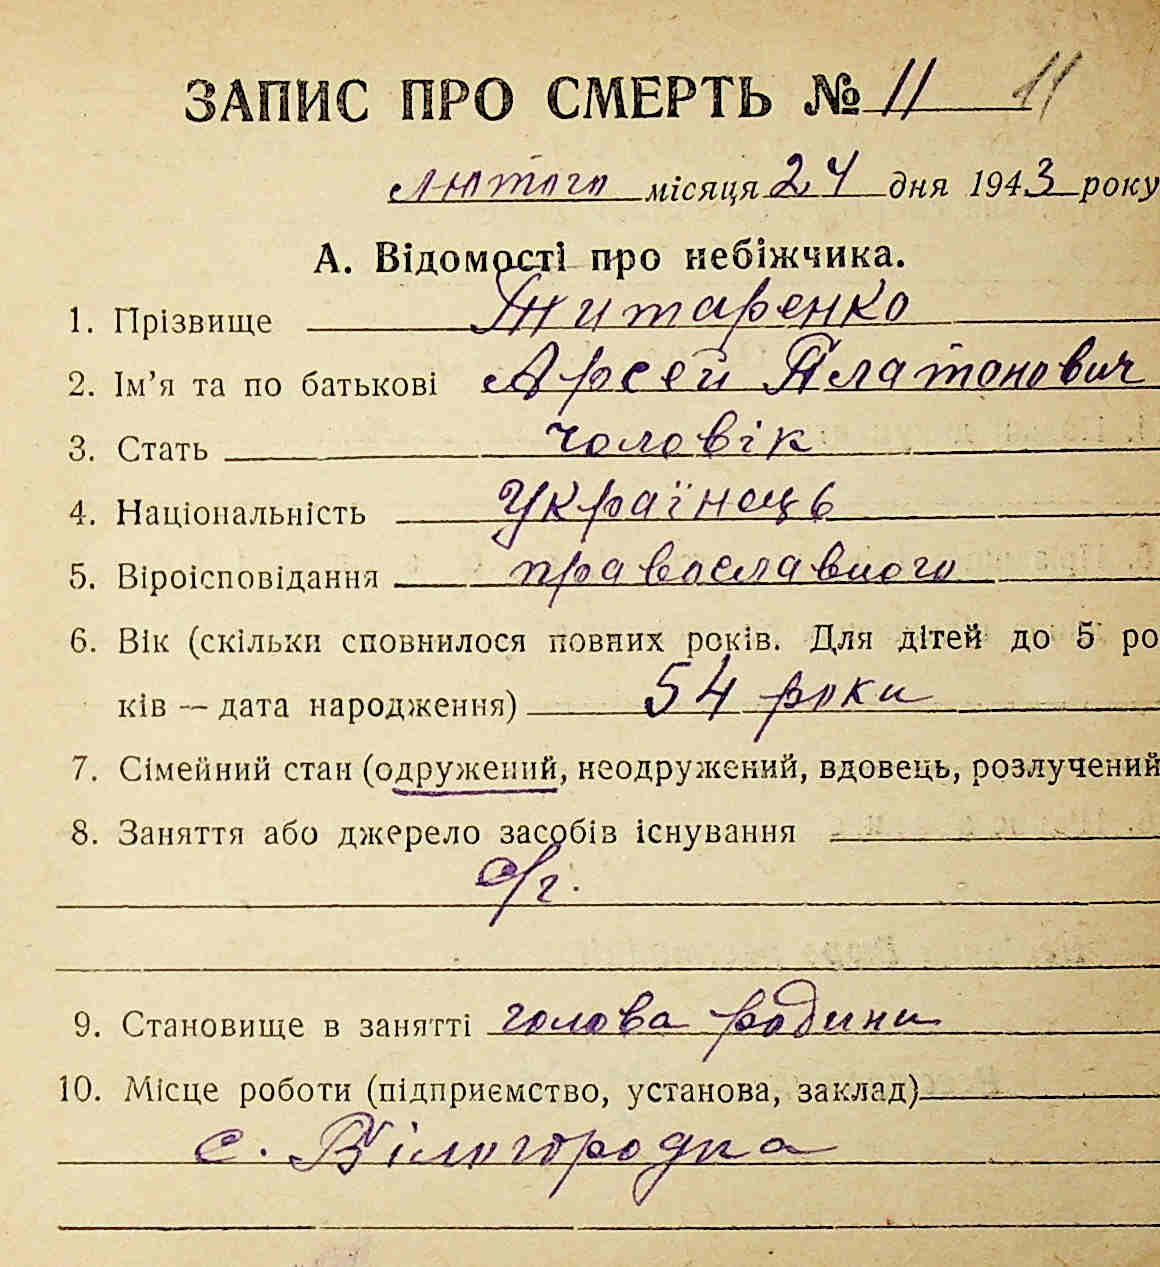 ЗАПИС ПРО СМЕРТЬ № 11 11
лютого місяця 24 дня 1943 року
А. Відомості про небіжчика.
1. Прізвище Титаренко
2. Ім’я та по батькові Арсей Платонович
3. Стать чоловік
4. Національність Українець
5. Віроісповідання православного
6. Вік (скільки сповнилося повних років. Для дітей до 5 ро
ків — дата народження) 54 роки
7. Сімейний стан (одружений, неодружений, вдовець, розлучений
8. Заняття або джерело засобів існування
с/г.
9. Становище в занятті голова родини
10. Місце роботи (підприємство, установа, заклад)
с. Білогородка